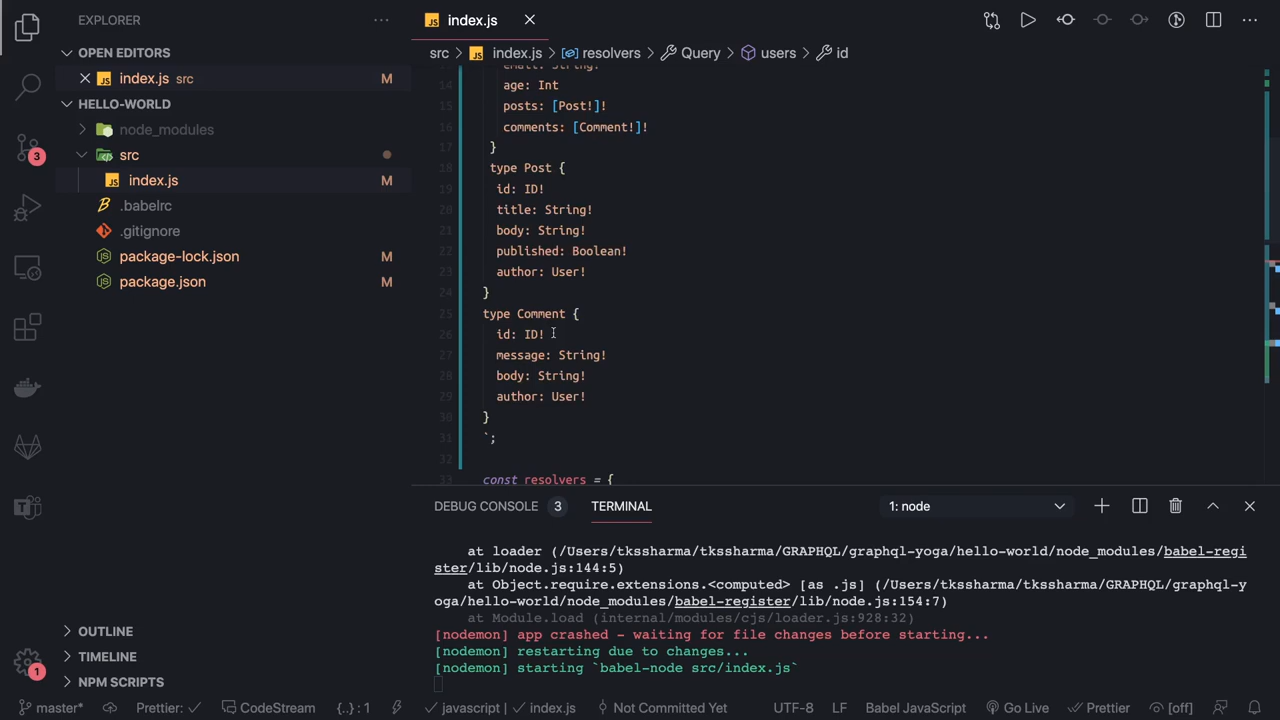 EXPLORER
···
JS index.js
OPEN EDITORS
JS index.js src M
HELLO-WORLD
node_modules
src
JS index.js M
.babelrc
.gitignore
package-lock.json M
package.json M
OUTLINE
TIMELINE
NPM SCRIPTS
3
1
src > JS index.js > resolvers > Query > users > id
14 age: Int
15 posts: [Post!]!
16 comments: [Comment!]!
17 }
18 type Post {
19 id: ID!
20 title: String!
21 body: String!
22 published: Boolean!
23 author: User!
24 }
25 type Comment {
26 id: ID!
27 message: String!
28 body: String!
29 author: User!
30 }
31 `;
32
33 const resolvers = {
DEBUG CONSOLE 3 TERMINAL 1: node
at loader (/Users/tkssharma/tkssharma/GRAPHQL/graphql-yoga/hello-world/node_modules/babel-regi
ster/lib/node.js:144:5)
at Object.require.extensions.<computed> [as .js] (/Users/tkssharma/tkssharma/GRAPHQL/graphql-y
oga/hello-world/node_modules/babel-register/lib/node.js:154:7)
at Module.load (internal/modules/cjs/loader.js:928:32)
[nodemon] app crashed - waiting for file changes before starting...
[nodemon] restarting due to changes...
[nodemon] starting `babel-node src/index.js`
master* Prettier: ✓ CodeStream {..} : 1 javascript | ✓ index.js Not Committed Yet UTF-8 LF Babel JavaScript Go Live Prettier [off]